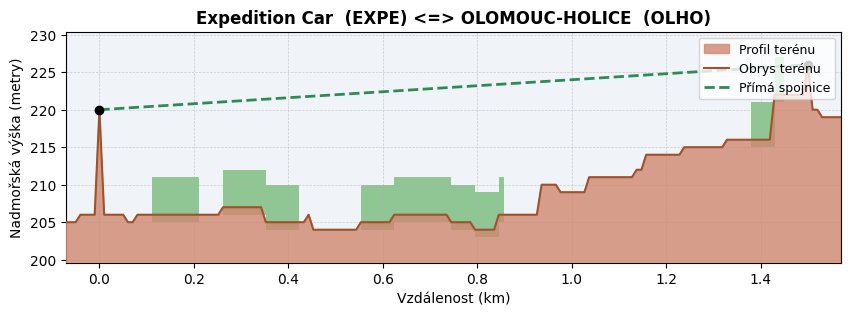 Expedition Car  (EXPE) <=> OLOMOUC-HOLICE  (OLHO)
Nadmořská výška (metry)
230
225
220
215
210
205
200
Profil terénu
Obrys terénu
Přímá spojnice
0.0 0.2 0.4 0.6 0.8 1.0 1.2 1.4
Vzdálenost (km)